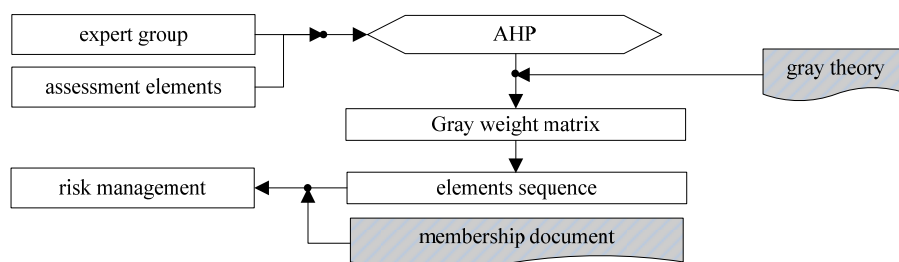 expert group
AHP
assessment elements
gray theory
Gray weight matrix
risk management
elements sequence
membership document